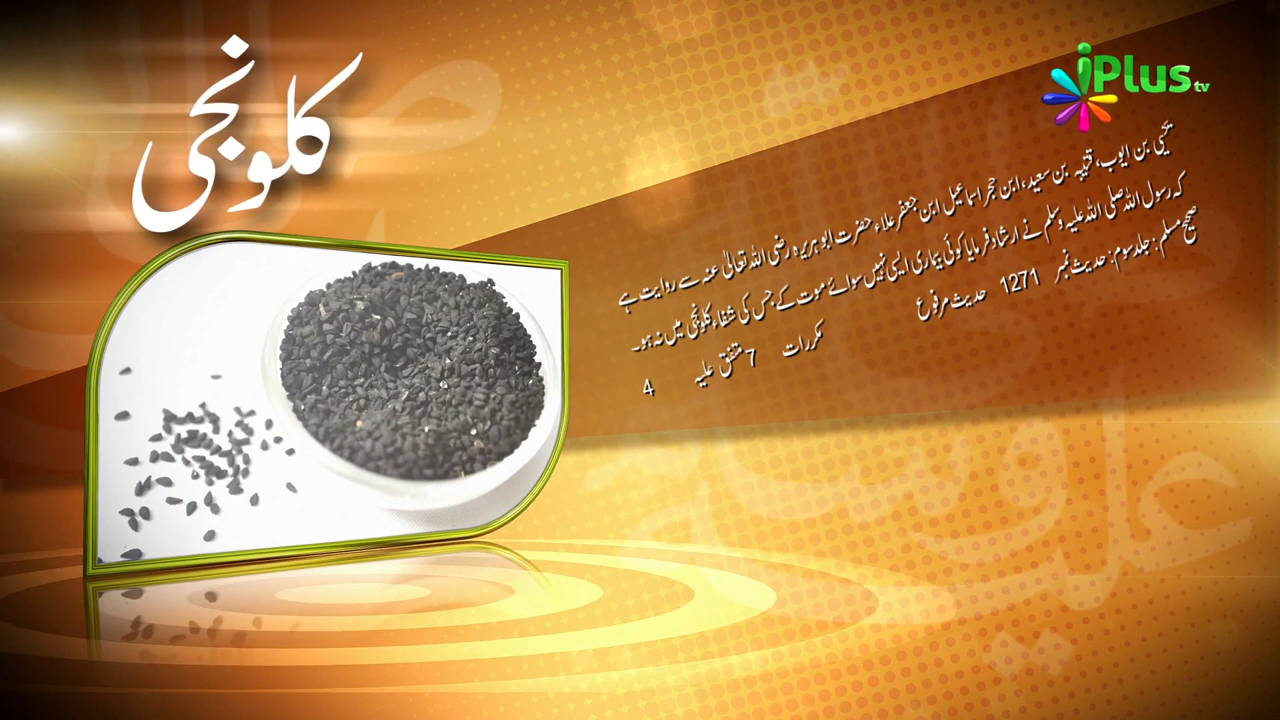 کلونجی
iPlus tv
یحیی بن ایوب، قتیبہ بن سعید، ابن حجر اسماعیل ابن جعفر علاء حضرت ابوہریرہ رضی اللہ تعالیٰ عنہ سے روایت ہے
کہ رسول اللہ صلی اللہ علیہ وسلم نے ارشاد فرمایا کوئی بیماری ایسی نہیں سوائے موت کے جس کی شفاء کلونجی میں نہ ہو۔
صحیح مسلم: جلد سوم: حدیث نمبر 1271 حدیث مرفوع مکررات 7 متفق علیہ 4